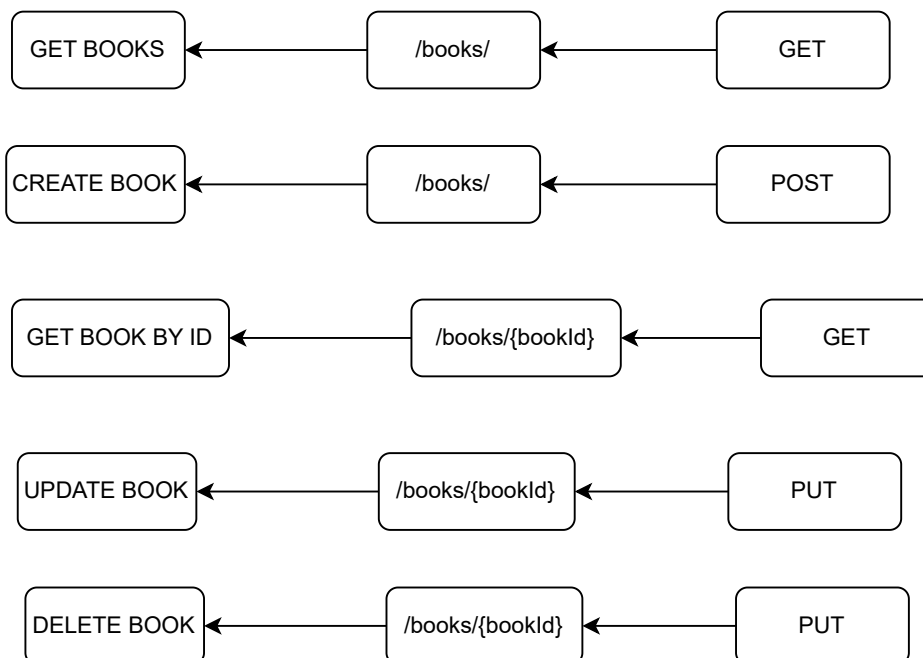 GET BOOKS
/books/
GET
CREATE BOOK
/books/
POST
GET BOOK BY ID
/books/{bookId}
GET
UPDATE BOOK
/books/{bookId}
PUT
DELETE BOOK
/books/{bookId}
PUT